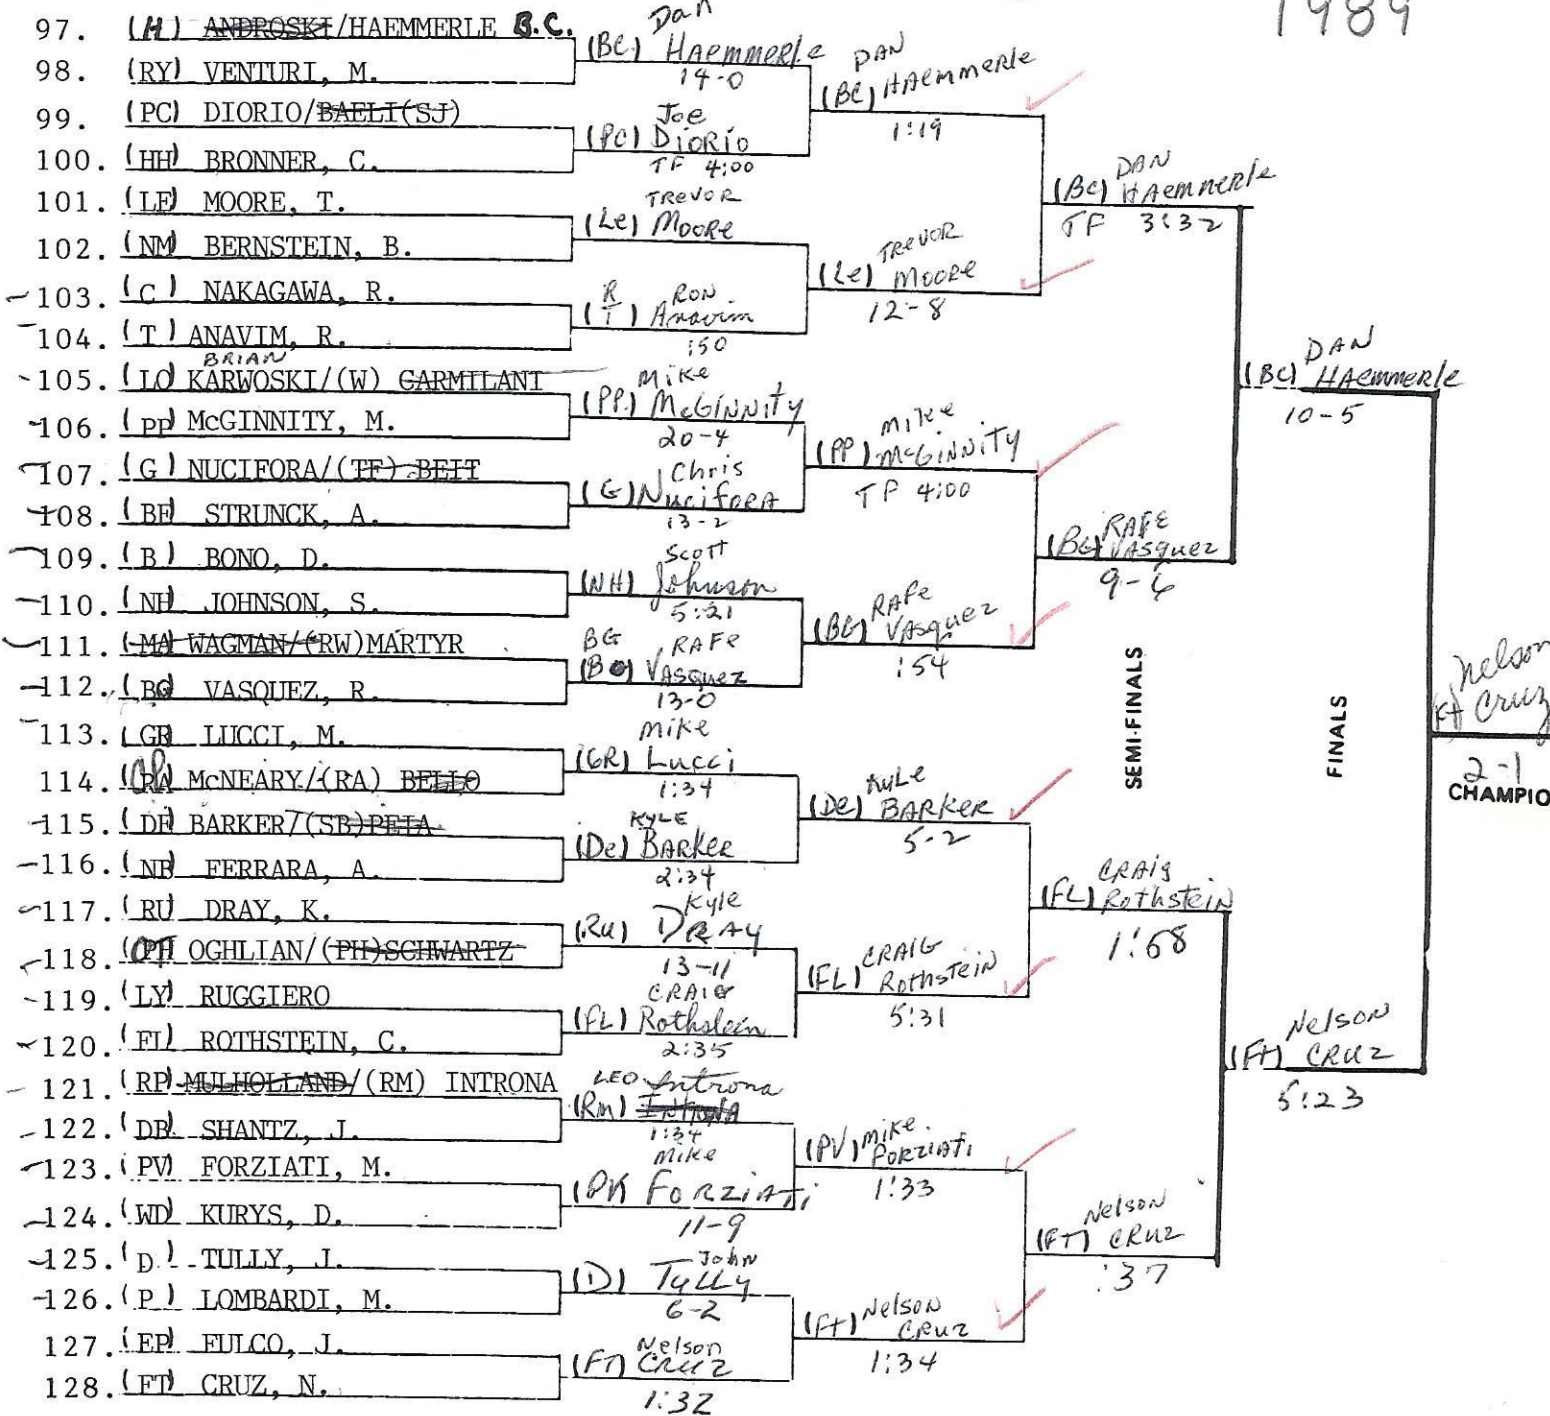 1989
97. (H) ANDROSKI/HAEMMERLE B.C.
98. (RY) VENTURI, M.
99. (PC) DIORIO/BAELI(SJ)
100. (HH) BRONNER, C.
101. (LE) MOORE, T.
102. (NM) BERNSTEIN, B.
103. (C) NAKAGAWA, R.
104. (T) ANAVIM, R.
BRIAN
105. (LO) KARWOSKI/(W) GARMILANT
106. (PP) McGINNITY, M.
107. (G) NUCIFORA/(TF) BEIT
108. (BF) STRUNCK, A.
109. (B) BONO, D.
110. (NH) JOHNSON, S.
111. (MA) WAGMAN/(RW)MARTYR
112. (BG) VASQUEZ, R.
113. (GR) LUCCI, M.
114. McNEARY/(RA) BELLO
115. (DE) BARKER/(SB)PEIA
116. (NB) FERRARA, A.
117. (RU) DRAY, K.
118. OGHLIAN/(PH)SCHWARTZ
119. (LY) RUGGIERO
120. (FL) ROTHSTEIN, C.
121. (RP) MULHOLLAND/(RM) INTRONA
122. (DB) SHANTZ, J.
123. (PV) FORZIATI, M.
124. (WD) KURYS, D.
125. (D) TULLY, J.
126. (P) LOMBARDI, M.
127. (EP) FULCO, J.
128. (FT) CRUZ, N.
Dan
(BC) HAemmeRle
14-0
Joe
(PC) DiORio
TF 4:00
TREVOR
(Le) MooRe
R
RON
(T) Anavim
:50
Mike
(PP) McGiNNiTy
20-4
Chris
(G) NucifoRA
13-2
Scott
(NH) Johnson
5:21
BG RAFe
VAsquez
13-0
Mike
(GR) Lucci
1:34
KYLE
(De) BARKer
2:34
Kyle
(Ru) DRAy
13-11
CRAIG
(FL) Rothstein
2:35
LEO Introna
(Rm)
1:34
Mike
FoRziATi
11-9
John
(D) TuLLy
6-2
Nelson
(FT) CRuz
1:32
DAN
(BC) HAemmeRle
1:19
TReVOR
(Le) MooRe
12-8
Mike
(PP) McGiNNiTy
TF 4:00
RAFe
(BG) VAsquez
:54
KyLe
(De) BARKeR
5-2
CRAIG
(FL) RothsTein
5:31
(PV) Mike
FoRziATi
1:33
(Ft) Nelson
CRuz
1:34
DAN
(BC) HAemmeRle
TF 3:32
RAFE
(BG) VAsquez
9-6
CRAig
(FL) Rothstein
1:58
Nelson
(FT) CRuz
:37
SEMI-FINALS
DAN
(BC) HAemmeRle
10-5
Nelson
(Ft) CRuz
5:23
FINALS
Nelson
(Ft) Cruz
2-1
CHAMPIO